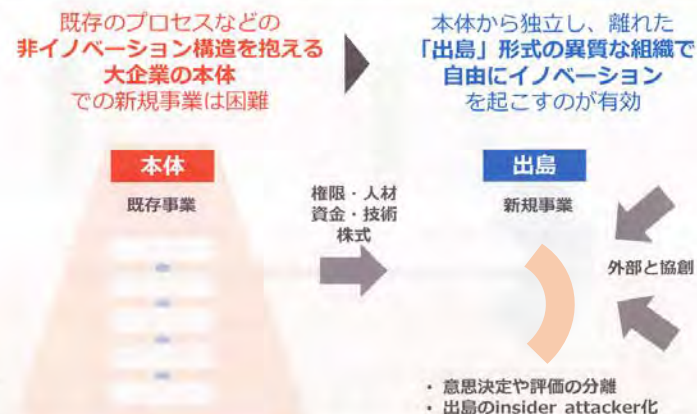 既存のプロセスなどの
非イノベーション構造を抱える
大企業の本体
での新規事業は困難
本体から独立し、離れた
「出島」形式の異質な組織で
自由にイノベーション
を起こすのが有効
本体
既存事業
権限・人材
資金・技術
株式
出島
新規事業
外部と協創
・意思決定や評価の分離
・出島のinsider attacker化